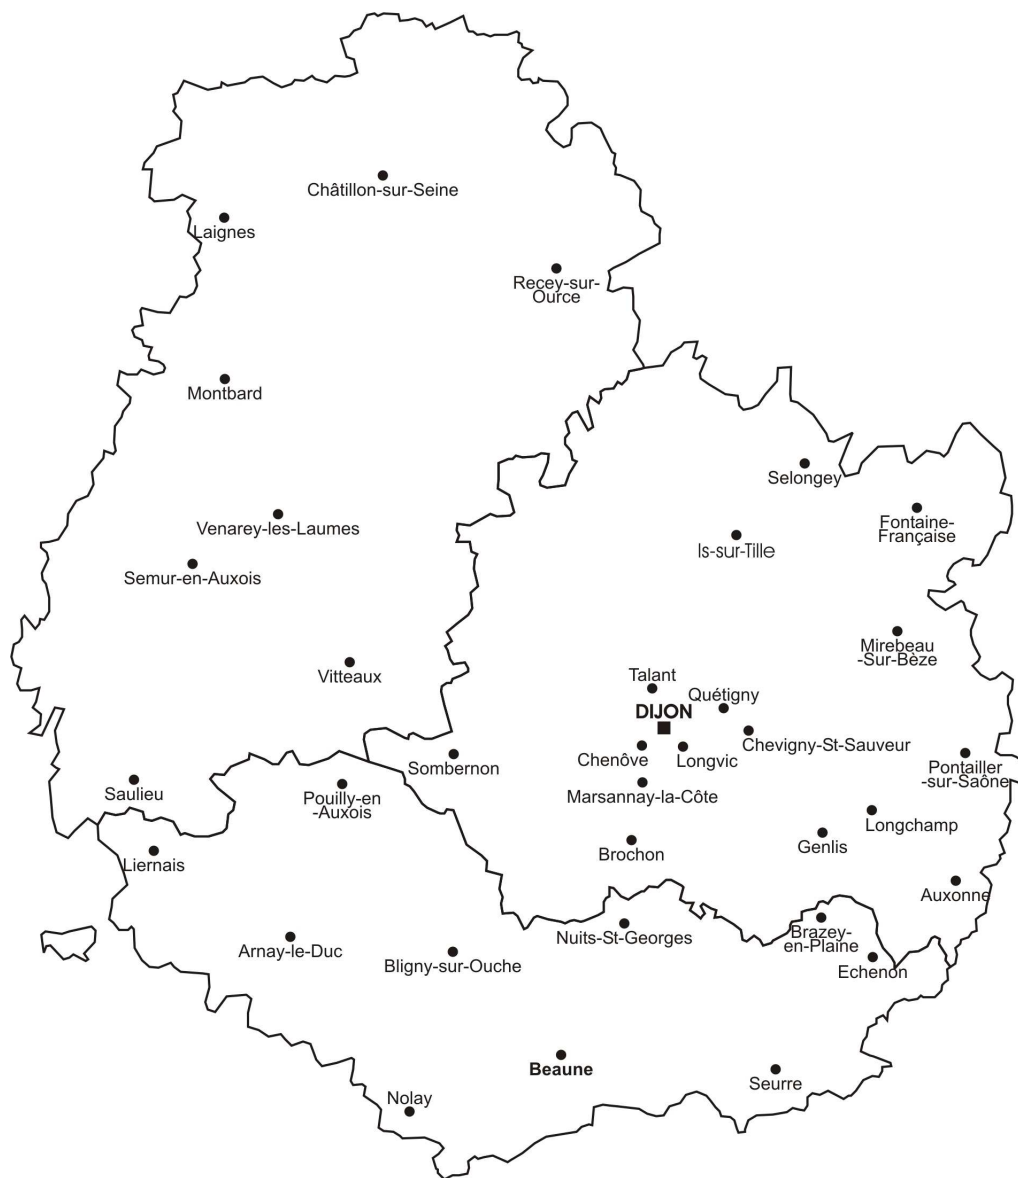 Châtillon-sur-Seine
Laignes
Recey-sur-
Ource
Montbard
Selongey
Fontaine-
Française
Venarey-les-Laumes
Is-sur-Tille
Semur-en-Auxois
Mirebeau
-Sur-Bèze
Vitteaux
Talant
Quétigny
DIJON
Chevigny-St-Sauveur
Chenôve
Longvic
Sombernon
Pontailler
-sur-Saône
Saulieu
Pouilly-en
-Auxois
Marsannay-la-Côte
Longchamp
Genlis
Brochon
Liernais
Auxonne
Nuits-St-Georges
Brazey-
en-Plaine
Arnay-le-Duc
Bligny-sur-Ouche
Echenon
Beaune
Seurre
Nolay